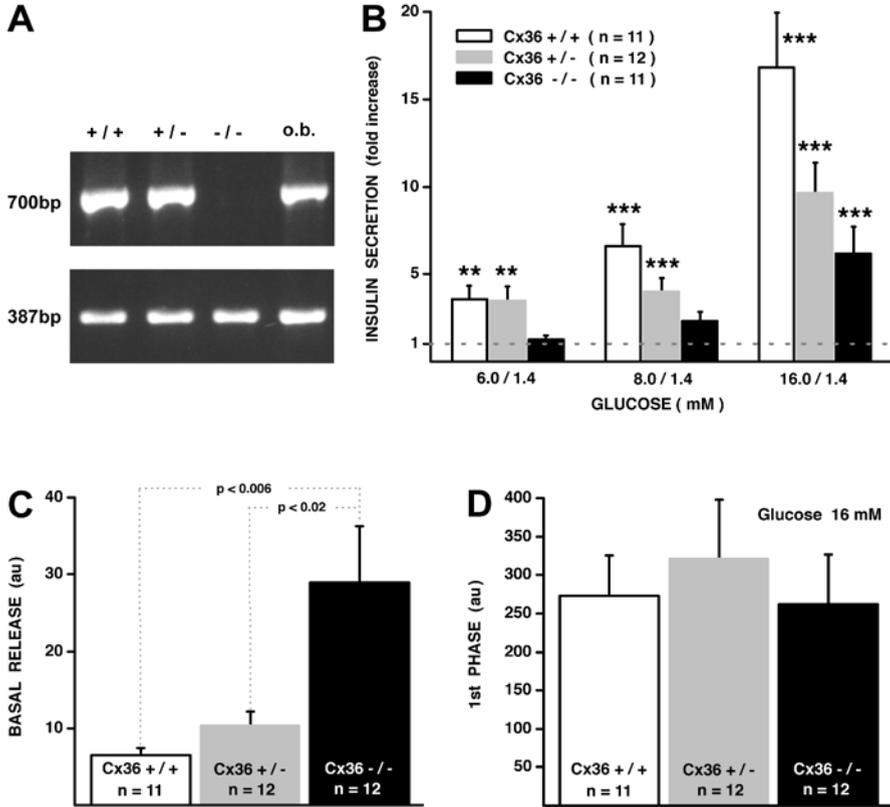 A
+/+ +/- -/- o.b.
700bp
387bp
B
INSULIN SECRETION (fold increase)
20
15
10
5
1
Cx36 +/+ ( n = 11 )
Cx36 +/- ( n = 12 )
Cx36 -/- ( n = 11 )
** **
*** ***
*** *** ***
6.0 / 1.4 8.0 / 1.4 16.0 / 1.4
GLUCOSE ( mM )
C
BASAL RELEASE (au)
40
30
20
10
p < 0.006
p < 0.02
Cx36 +/+ Cx36 +/- Cx36 -/-
n = 11 n = 12 n = 12
D
1st PHASE (au)
400
350
300
250
200
150
100
50
Glucose 16 mM
Cx36 +/+ Cx36 +/- Cx36 -/-
n = 11 n = 12 n = 12